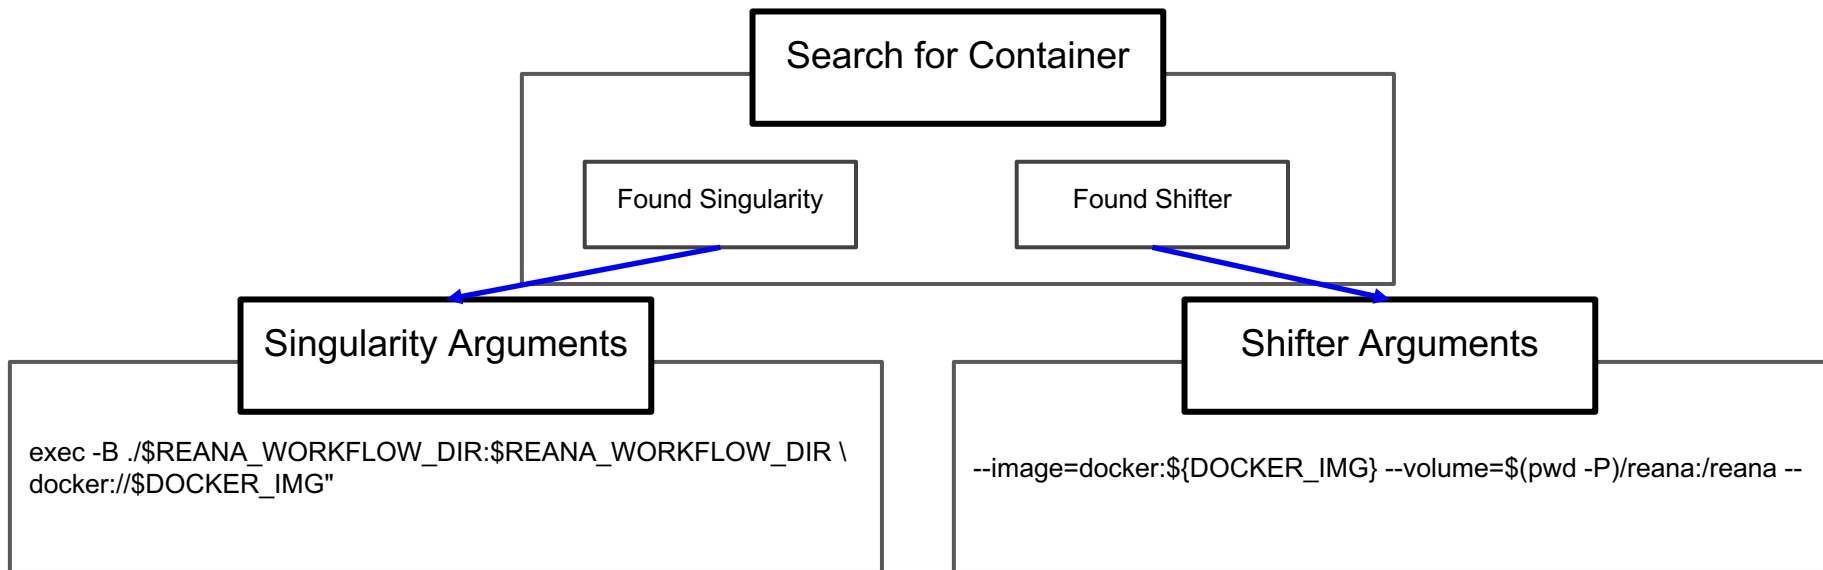 Search for Container
Found Singularity
Found Shifter
Singularity Arguments
Shifter Arguments
exec -B ./$REANA_WORKFLOW_DIR:$REANA_WORKFLOW_DIR \
docker://$DOCKER_IMG"
--image=docker:${DOCKER_IMG} --volume=$(pwd -P)/reana:/reana --